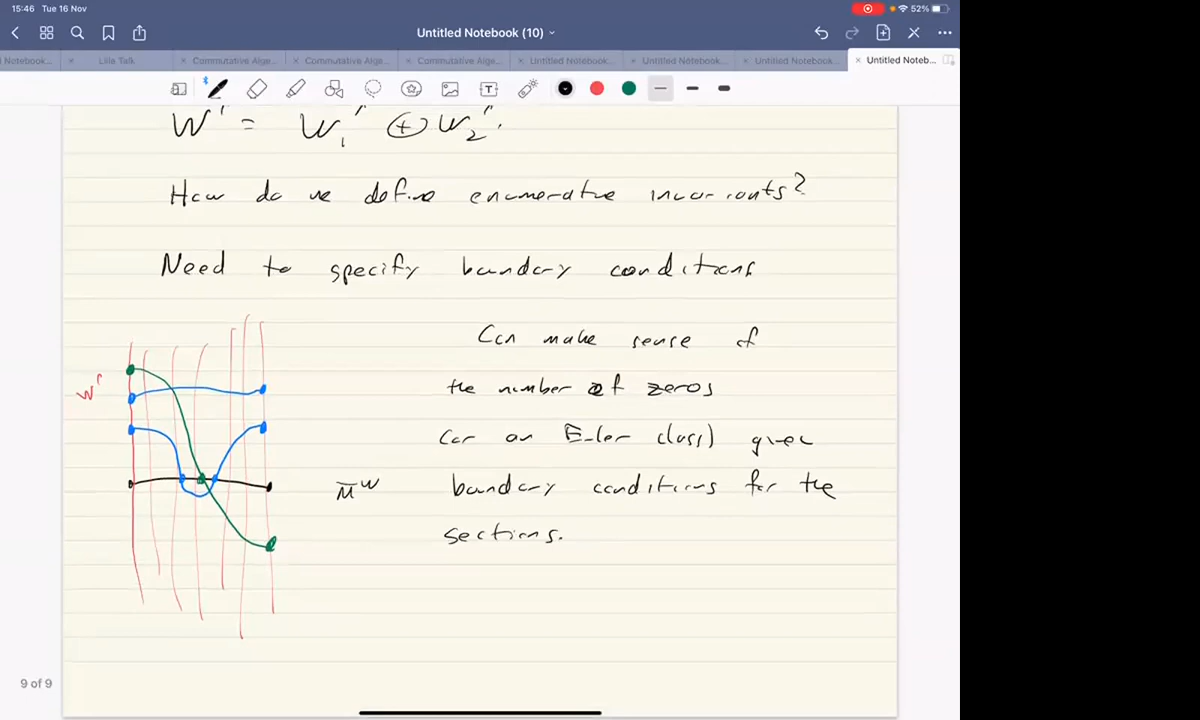 15:46 Tue 16 Nov
52%
Untitled Notebook (10)
l Notebook...
Lille Talk
Commutative Alge...
Commutative Alge...
Commutative Alge...
Untitled Notebook...
Untitled Notebook...
Untitled Notebook...
Untitled Noteb...
W' = W₁' ⊕ W₂'.
How do we define enumerative invariants?
Need to specify boundary conditions
Can make sense of
W'
the number of zeros
(or an Euler class) given
M̄ᵂ boundary conditions for the
sections.
9 of 9